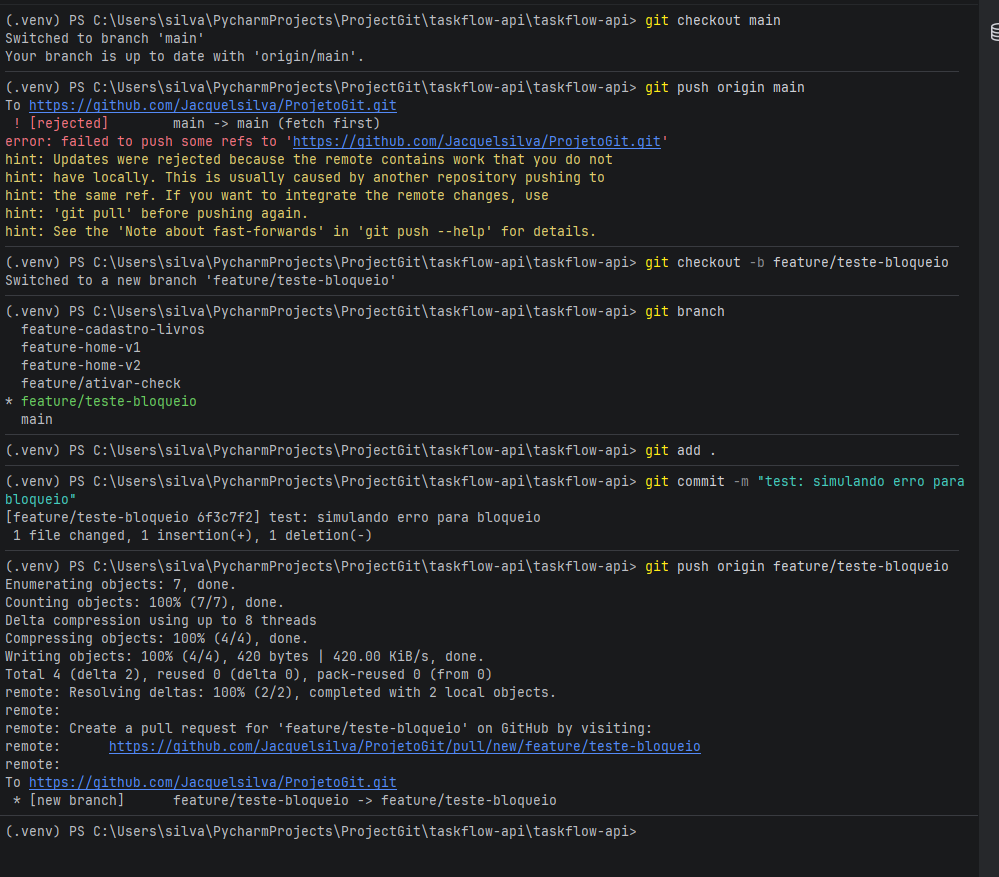 (.venv) PS C:\Users\silva\PycharmProjects\ProjectGit\taskflow-api\taskflow-api> git checkout main
Switched to branch 'main'
Your branch is up to date with 'origin/main'.
(.venv) PS C:\Users\silva\PycharmProjects\ProjectGit\taskflow-api\taskflow-api> git push origin main
To https://github.com/Jacquelsilva/ProjetoGit.git
 ! [rejected]        main -> main (fetch first)
error: failed to push some refs to 'https://github.com/Jacquelsilva/ProjetoGit.git'
hint: Updates were rejected because the remote contains work that you do not
hint: have locally. This is usually caused by another repository pushing to
hint: the same ref. If you want to integrate the remote changes, use
hint: 'git pull' before pushing again.
hint: See the 'Note about fast-forwards' in 'git push --help' for details.
(.venv) PS C:\Users\silva\PycharmProjects\ProjectGit\taskflow-api\taskflow-api> git checkout -b feature/teste-bloqueio
Switched to a new branch 'feature/teste-bloqueio'
(.venv) PS C:\Users\silva\PycharmProjects\ProjectGit\taskflow-api\taskflow-api> git branch
  feature-cadastro-livros
  feature-home-v1
  feature-home-v2
  feature/ativar-check
* feature/teste-bloqueio
  main
(.venv) PS C:\Users\silva\PycharmProjects\ProjectGit\taskflow-api\taskflow-api> git add .
(.venv) PS C:\Users\silva\PycharmProjects\ProjectGit\taskflow-api\taskflow-api> git commit -m "test: simulando erro para
bloqueio"
[feature/teste-bloqueio 6f3c7f2] test: simulando erro para bloqueio
 1 file changed, 1 insertion(+), 1 deletion(-)
(.venv) PS C:\Users\silva\PycharmProjects\ProjectGit\taskflow-api\taskflow-api> git push origin feature/teste-bloqueio
Enumerating objects: 7, done.
Counting objects: 100% (7/7), done.
Delta compression using up to 8 threads
Compressing objects: 100% (4/4), done.
Writing objects: 100% (4/4), 420 bytes | 420.00 KiB/s, done.
Total 4 (delta 2), reused 0 (delta 0), pack-reused 0 (from 0)
remote: Resolving deltas: 100% (2/2), completed with 2 local objects.
remote:
remote: Create a pull request for 'feature/teste-bloqueio' on GitHub by visiting:
remote:      https://github.com/Jacquelsilva/ProjetoGit/pull/new/feature/teste-bloqueio
remote:
To https://github.com/Jacquelsilva/ProjetoGit.git
 * [new branch]      feature/teste-bloqueio -> feature/teste-bloqueio
(.venv) PS C:\Users\silva\PycharmProjects\ProjectGit\taskflow-api\taskflow-api>